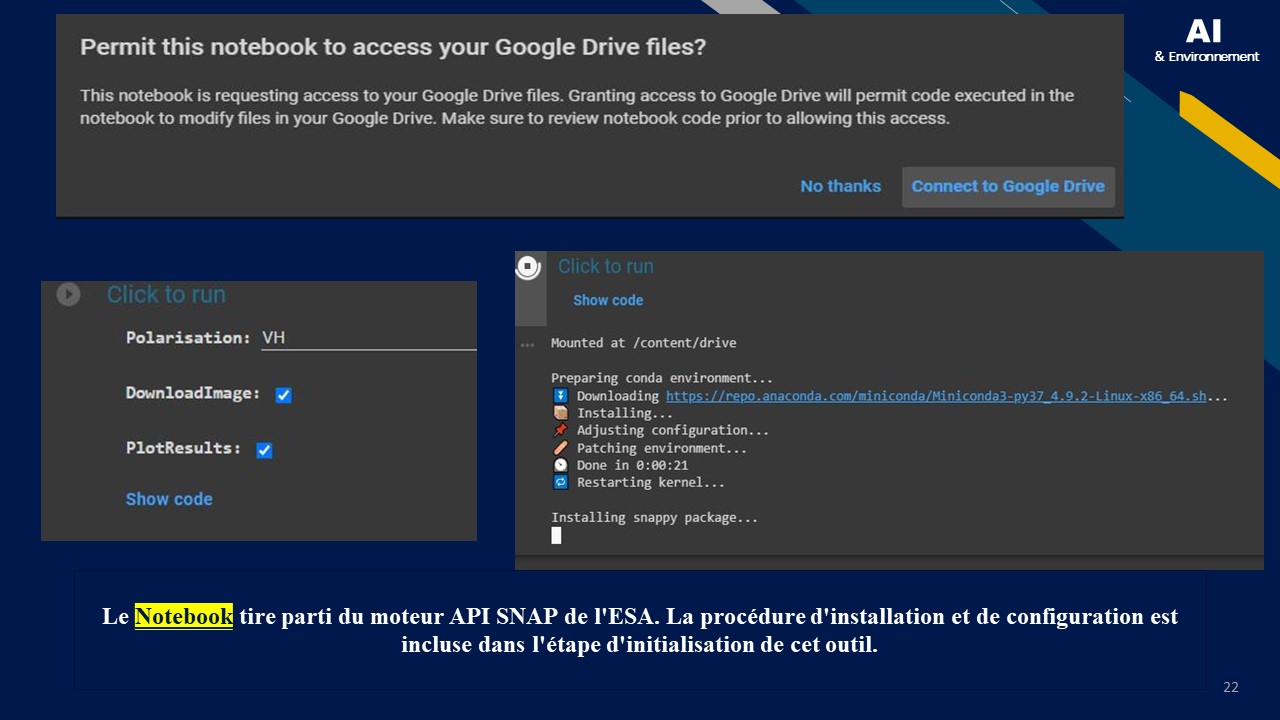 Permit this notebook to access your Google Drive files?
This notebook is requesting access to your Google Drive files. Granting access to Google Drive will permit code executed in the
notebook to modify files in your Google Drive. Make sure to review notebook code prior to allowing this access.
No thanks
Connect to Google Drive
AI
& Environnement
Click to run
Polarisation: VH
DownloadImage:
PlotResults:
Show code
Click to run
Show code
Mounted at /content/drive
Preparing conda environment...
Downloading https://repo.anaconda.com/miniconda/Miniconda3-py37_4.9.2-Linux-x86_64.sh...
Installing...
Adjusting configuration...
Patching environment...
Done in 0:00:21
Restarting kernel...
Installing snappy package...
Le Notebook tire parti du moteur API SNAP de l'ESA. La procédure d'installation et de configuration est
incluse dans l'étape d'initialisation de cet outil.
22